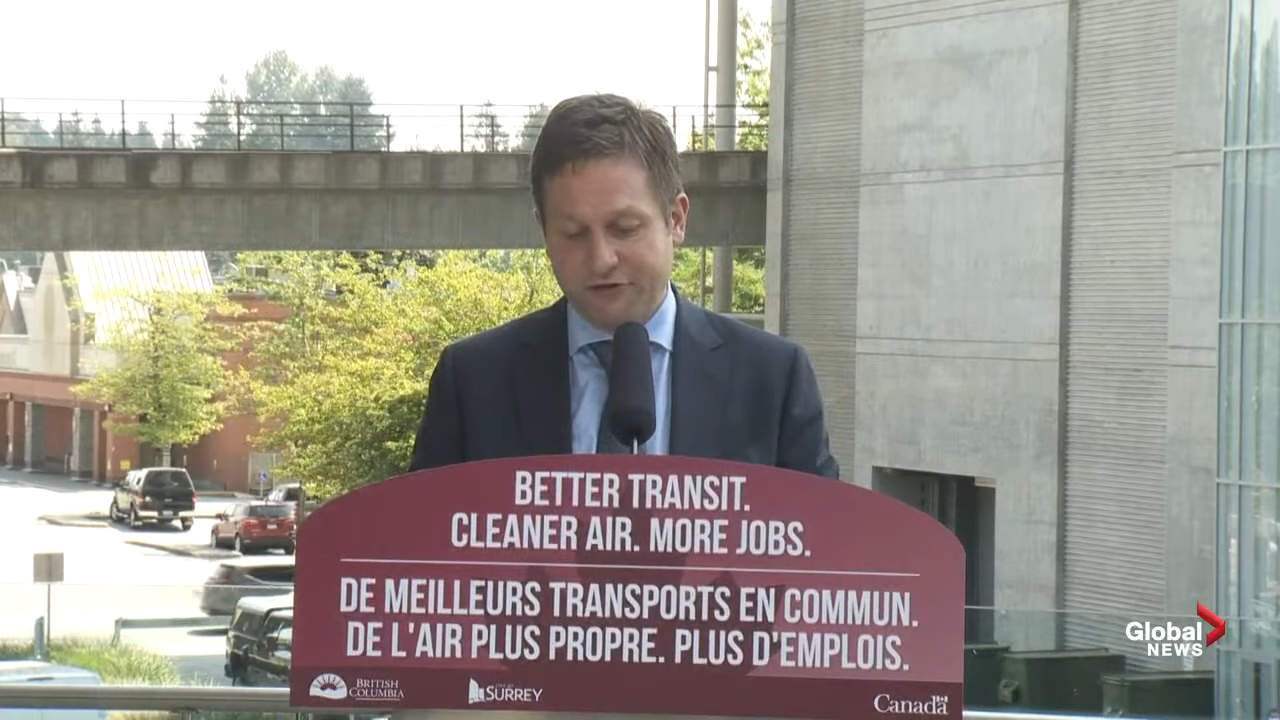 BETTER TRANSIT.
CLEANER AIR. MORE JOBS.
DE MEILLEURS TRANSPORTS EN COMMUN.
DE L'AIR PLUS PROPRE. PLUS D'EMPLOIS.
BRITISH
COLUMBIA
SURREY
Canada
Global
NEWS